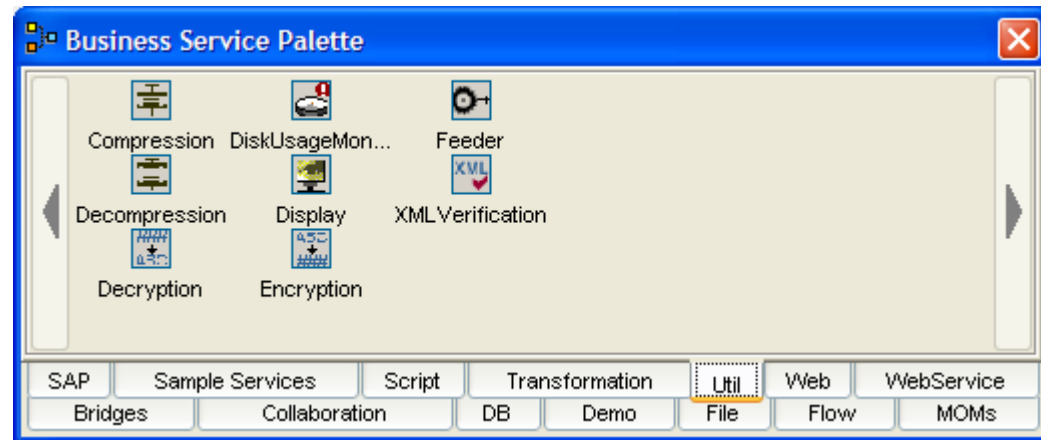 Business Service Palette
Compression DiskUsageMon... Feeder
Decompression Display XMLVerification
Decryption Encryption
SAP Sample Services Script Transformation Util Web WebService
Bridges Collaboration DB Demo File Flow MOMs